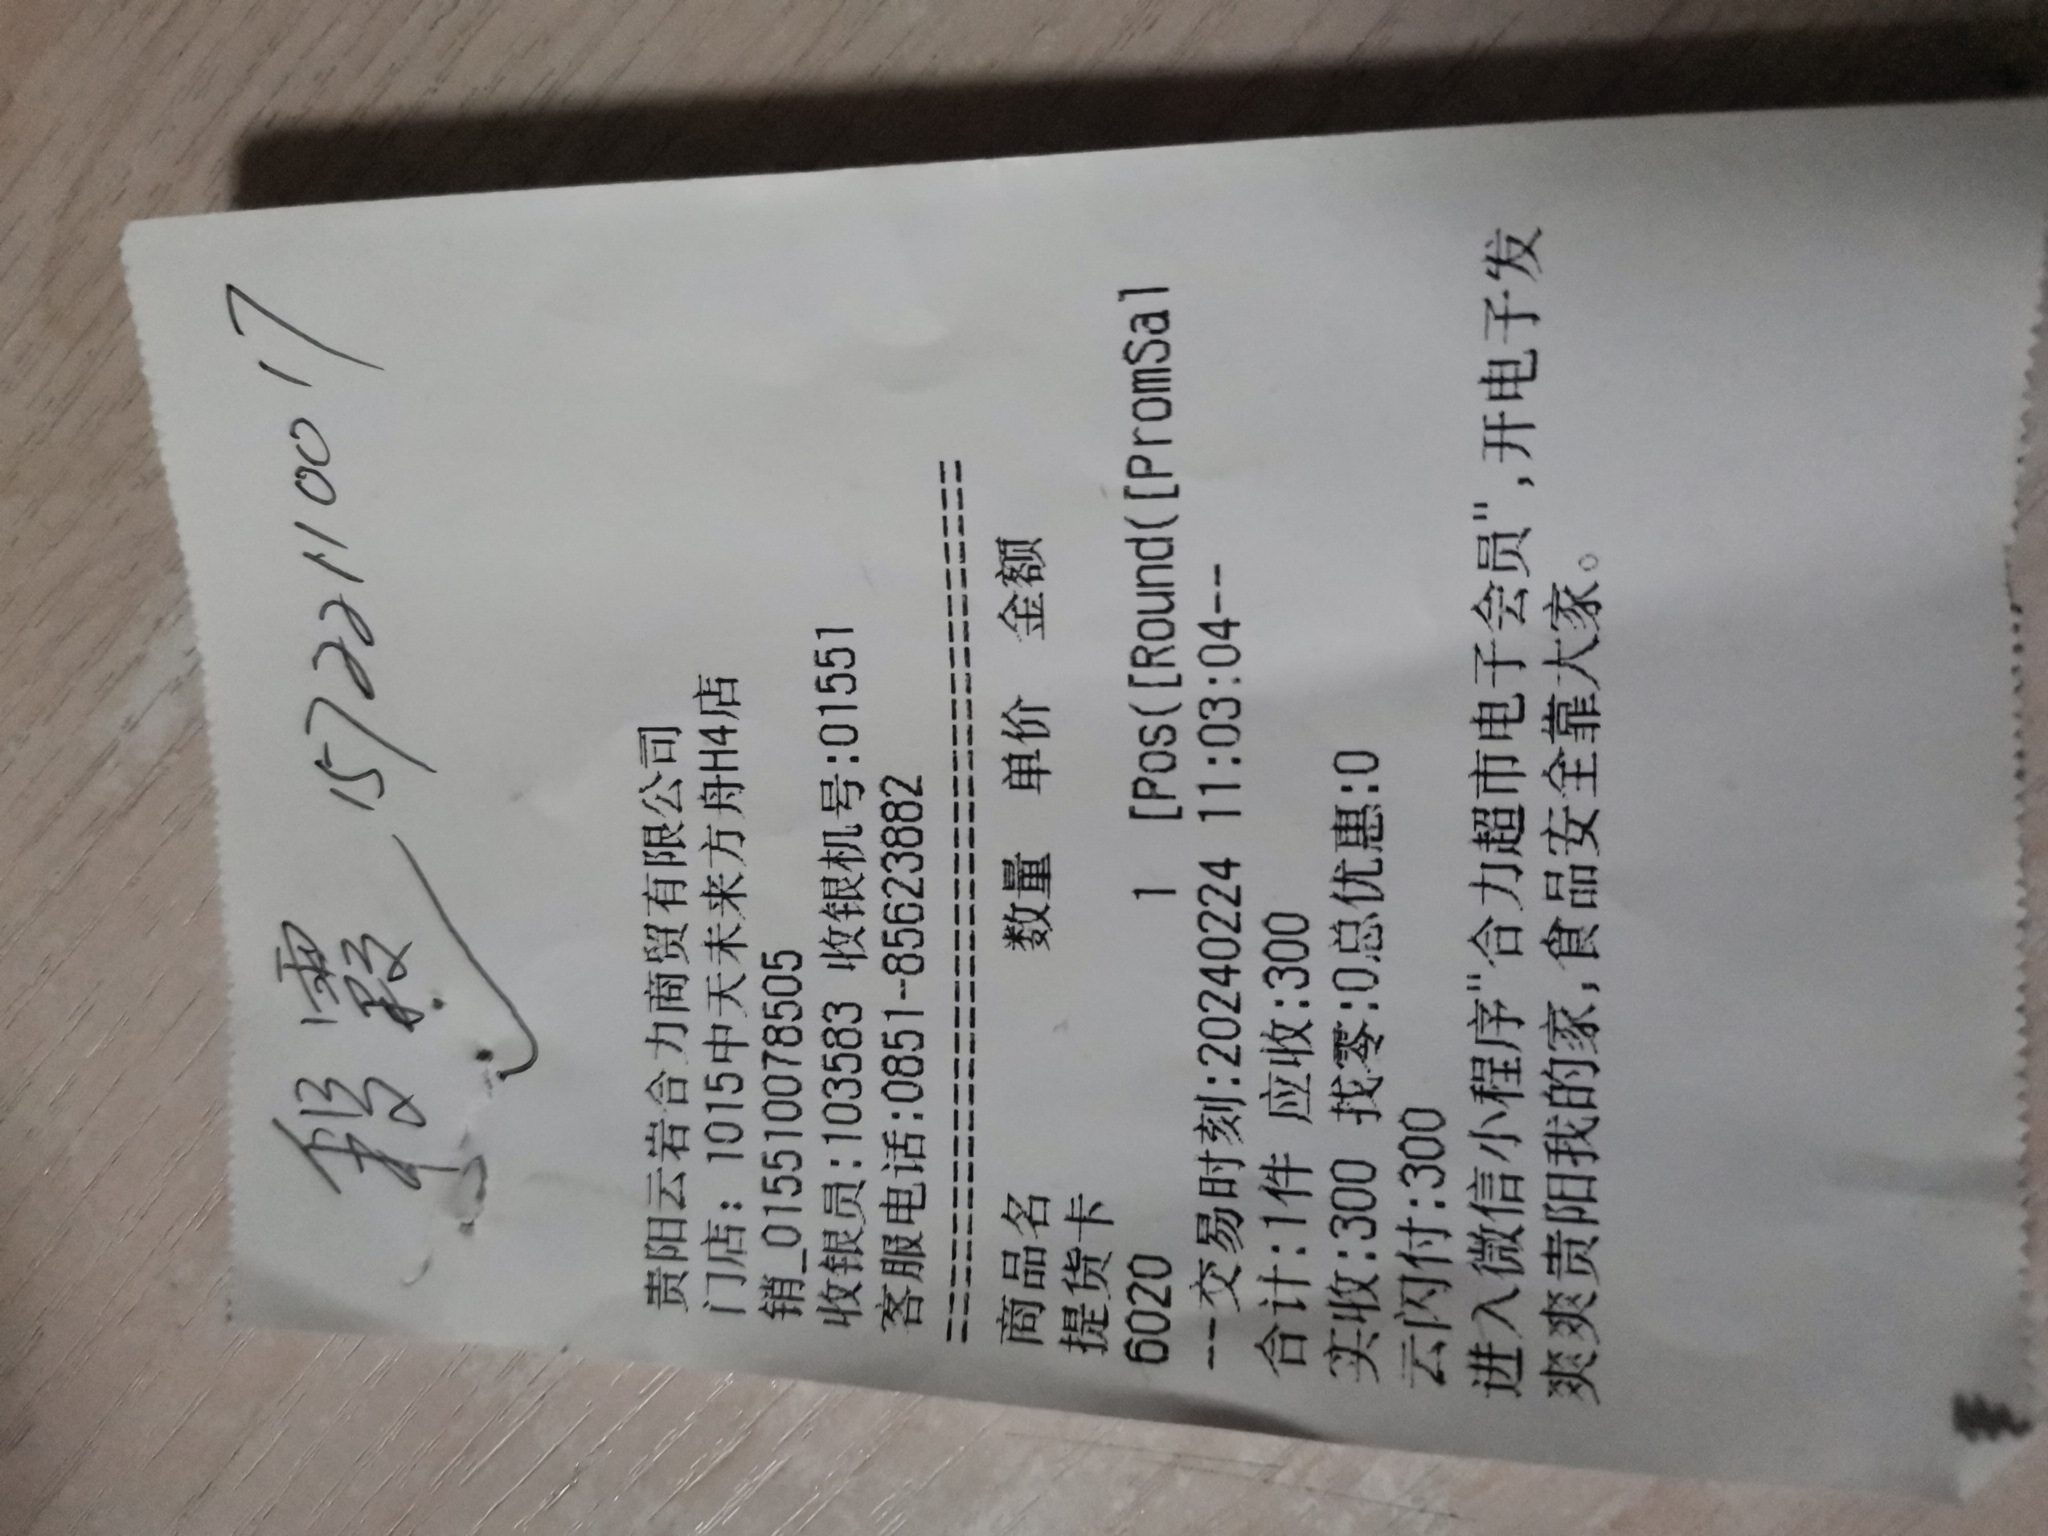 程霞 15722110017
贵阳云岩合力商贸有限公司
门店: 1015中天未来方舟H4店
销_015510078505
收银员:103583 收银机号:01551
客服电话:0851-85623882
================================
商品名 数量 单价 金额
提货卡
6020 1 [Pos([Round([PromSal
---交易时刻:20240224 11:03:04--
合计:1件 应收:300
实收:300 找零:0总优惠:0
云闪付:300
进入微信小程序"合力超市电子会员",开电子发
爽爽贵阳我的家,食品安全靠大家。